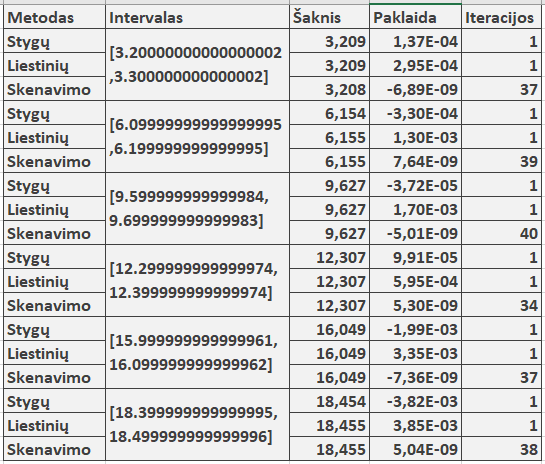 Metodas Intervalas Šaknis Paklaida Iteracijos
Stygų [3.20000000000000002,3.300000000000002] 3,209 1,37E-04 1
Liestinių 3,209 2,95E-04 1
Skenavimo 3,208 -6,89E-09 37
Stygų [6.09999999999999995,6.199999999999995] 6,154 -3,30E-04 1
Liestinių 6,155 1,30E-03 1
Skenavimo 6,155 7,64E-09 39
Stygų [9.599999999999984,9.699999999999983] 9,627 -3,72E-05 1
Liestinių 9,627 1,70E-03 1
Skenavimo 9,627 -5,01E-09 40
Stygų [12.299999999999974,12.399999999999974] 12,307 9,91E-05 1
Liestinių 12,307 5,95E-04 1
Skenavimo 12,307 5,30E-09 34
Stygų [15.999999999999961,16.099999999999962] 16,049 -1,99E-03 1
Liestinių 16,049 3,35E-03 1
Skenavimo 16,049 -7,36E-09 37
Stygų [18.399999999999995,18.499999999999996] 18,454 -3,82E-03 1
Liestinių 18,455 3,85E-03 1
Skenavimo 18,455 5,04E-09 38